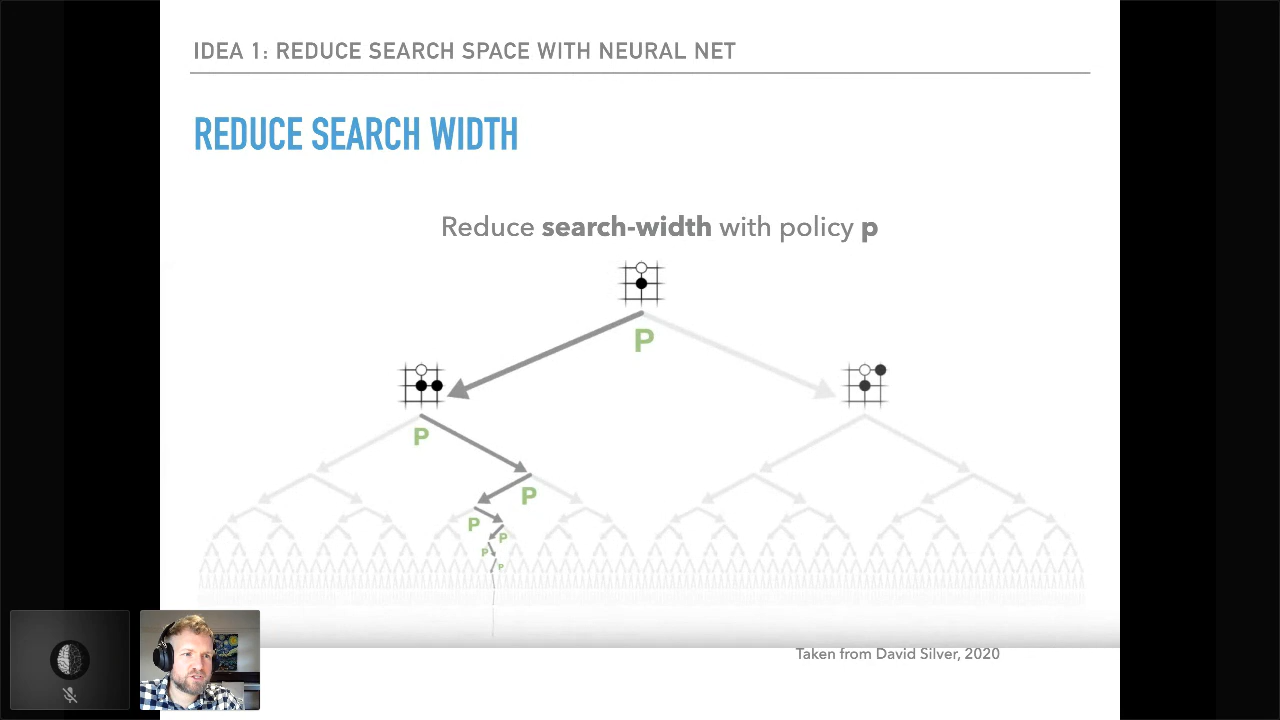 IDEA 1: REDUCE SEARCH SPACE WITH NEURAL NET
REDUCE SEARCH WIDTH
Reduce search-width with policy p
P
P
P
P
P
P
P
Taken from David Silver, 2020